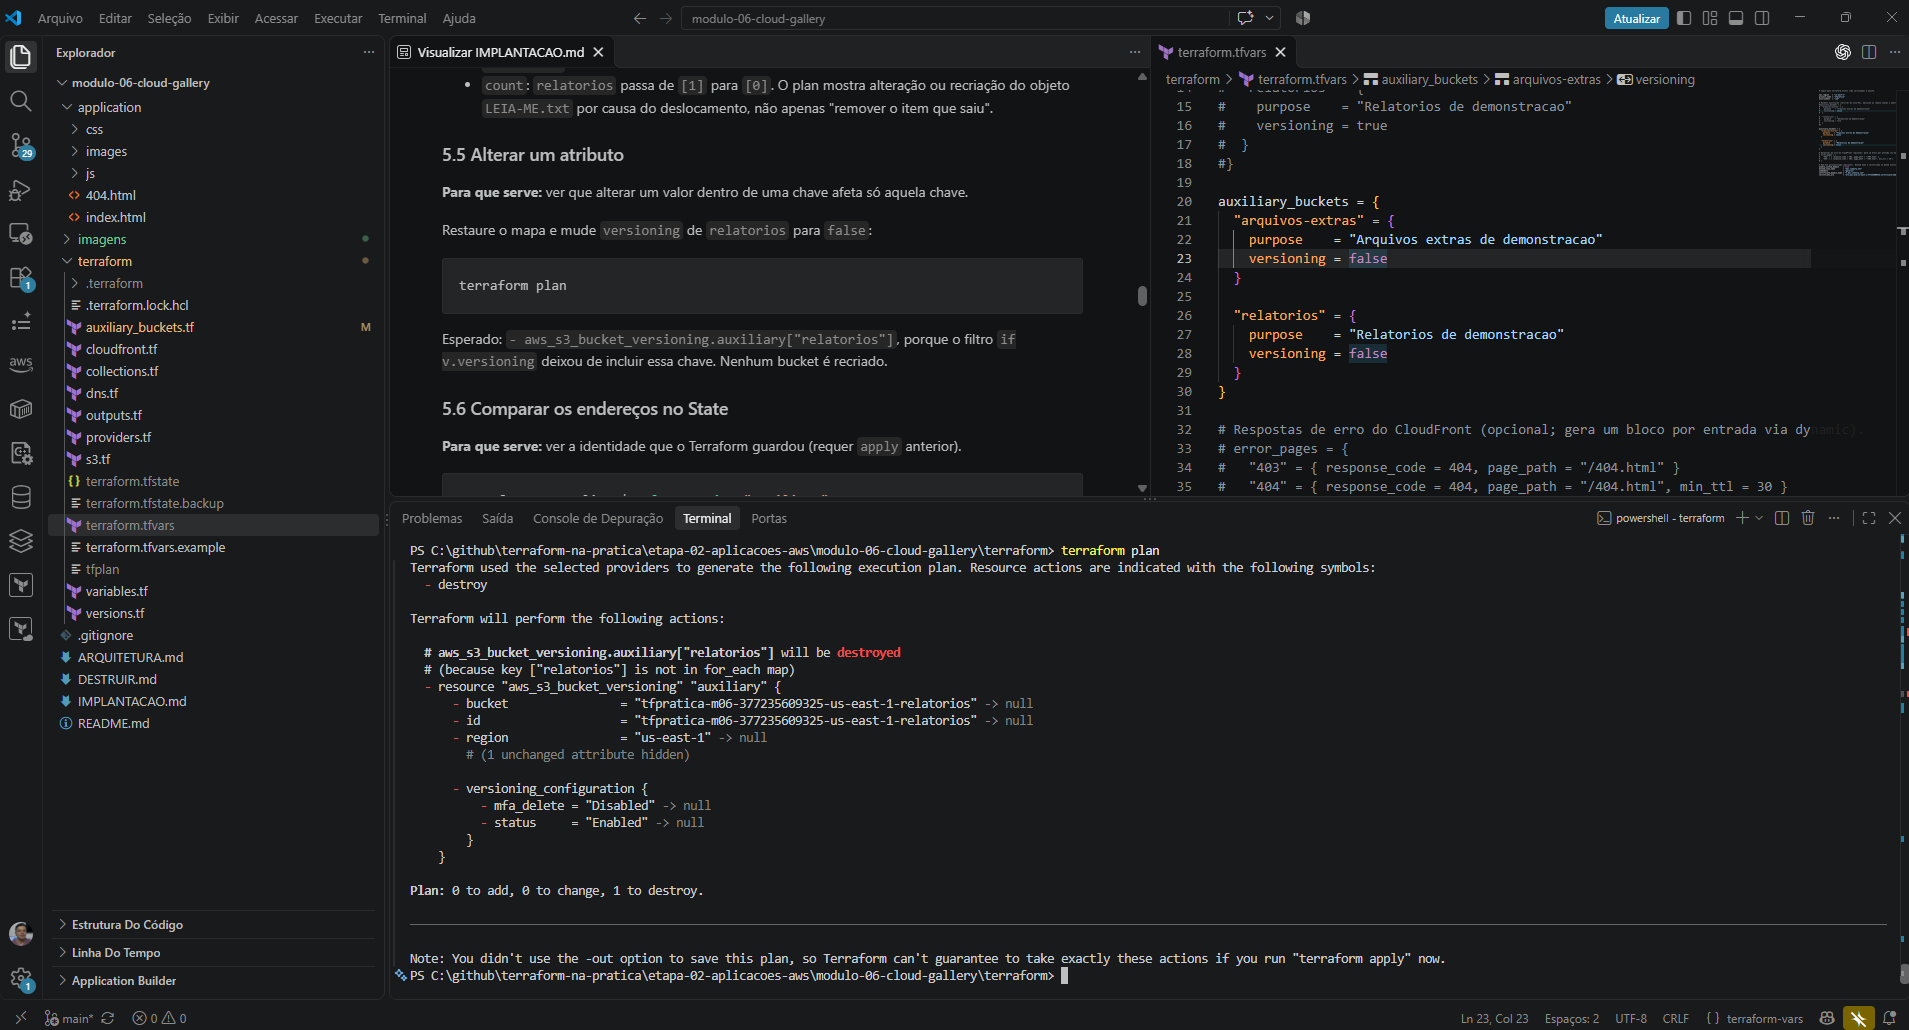 Arquivo Editar Seleção Exibir Acessar Executar Terminal Ajuda
modulo-06-cloud-gallery
Atualizar
Explorador
modulo-06-cloud-gallery
application
css
images
js
404.html
index.html
imagens
terraform
.terraform
.terraform.lock.hcl
auxiliary_buckets.tf M
cloudfront.tf
collections.tf
dns.tf
outputs.tf
providers.tf
s3.tf
terraform.tfstate
terraform.tfstate.backup
terraform.tfvars
terraform.tfvars.example
tfplan
variables.tf
versions.tf
.gitignore
ARQUITETURA.md
DESTRUIR.md
IMPLANTACAO.md
README.md
Estrutura Do Código
Linha Do Tempo
Application Builder
29
1
aws
1
Visualizar IMPLANTACAO.md
count: relatorios passa de [1] para [0]. O plan mostra alteração ou recriação do objeto
LEIA-ME.txt por causa do deslocamento, não apenas "remover o item que saiu".
5.5 Alterar um atributo
Para que serve: ver que alterar um valor dentro de uma chave afeta só aquela chave.
Restaure o mapa e mude versioning de relatorios para false:
terraform plan
Esperado: - aws_s3_bucket_versioning.auxiliary["relatorios"], porque o filtro if
v.versioning deixou de incluir essa chave. Nenhum bucket é recriado.
5.6 Comparar os endereços no State
Para que serve: ver a identidade que o Terraform guardou (requer apply anterior).
terraform.tfvars
terraform > terraform.tfvars > auxiliary_buckets > arquivos-extras > versioning
15 #    purpose    = "Relatorios de demonstracao"
16 #    versioning = true
17 #  }
18 #}
19
20 auxiliary_buckets = {
21   "arquivos-extras" = {
22     purpose    = "Arquivos extras de demonstracao"
23     versioning = false
24   }
25
26   "relatorios" = {
27     purpose    = "Relatorios de demonstracao"
28     versioning = false
29   }
30 }
31
32 # Respostas de erro do CloudFront (opcional; gera um bloco por entrada via dynamic).
33 # error_pages = {
34 #   "403" = { response_code = 404, page_path = "/404.html" }
35 #   "404" = { response_code = 404, page_path = "/404.html", min_ttl = 30 }
Problemas Saída Console de Depuração Terminal Portas
powershell - terraform
PS C:\github\terraform-na-pratica\etapa-02-aplicacoes-aws\modulo-06-cloud-gallery\terraform> terraform plan
Terraform used the selected providers to generate the following execution plan. Resource actions are indicated with the following symbols:
  - destroy
Terraform will perform the following actions:
  # aws_s3_bucket_versioning.auxiliary["relatorios"] will be destroyed
  # (because key ["relatorios"] is not in for_each map)
  - resource "aws_s3_bucket_versioning" "auxiliary" {
      - bucket                = "tfpratica-m06-377235609325-us-east-1-relatorios" -> null
      - id                    = "tfpratica-m06-377235609325-us-east-1-relatorios" -> null
      - region                = "us-east-1" -> null
        # (1 unchanged attribute hidden)
      - versioning_configuration {
          - mfa_delete = "Disabled" -> null
          - status     = "Enabled" -> null
        }
    }
Plan: 0 to add, 0 to change, 1 to destroy.
Note: You didn't use the -out option to save this plan, so Terraform can't guarantee to take exactly these actions if you run "terraform apply" now.
PS C:\github\terraform-na-pratica\etapa-02-aplicacoes-aws\modulo-06-cloud-gallery\terraform>
main* 0 0
Ln 23, Col 23 Espaços: 2 UTF-8 CRLF { } terraform-vars